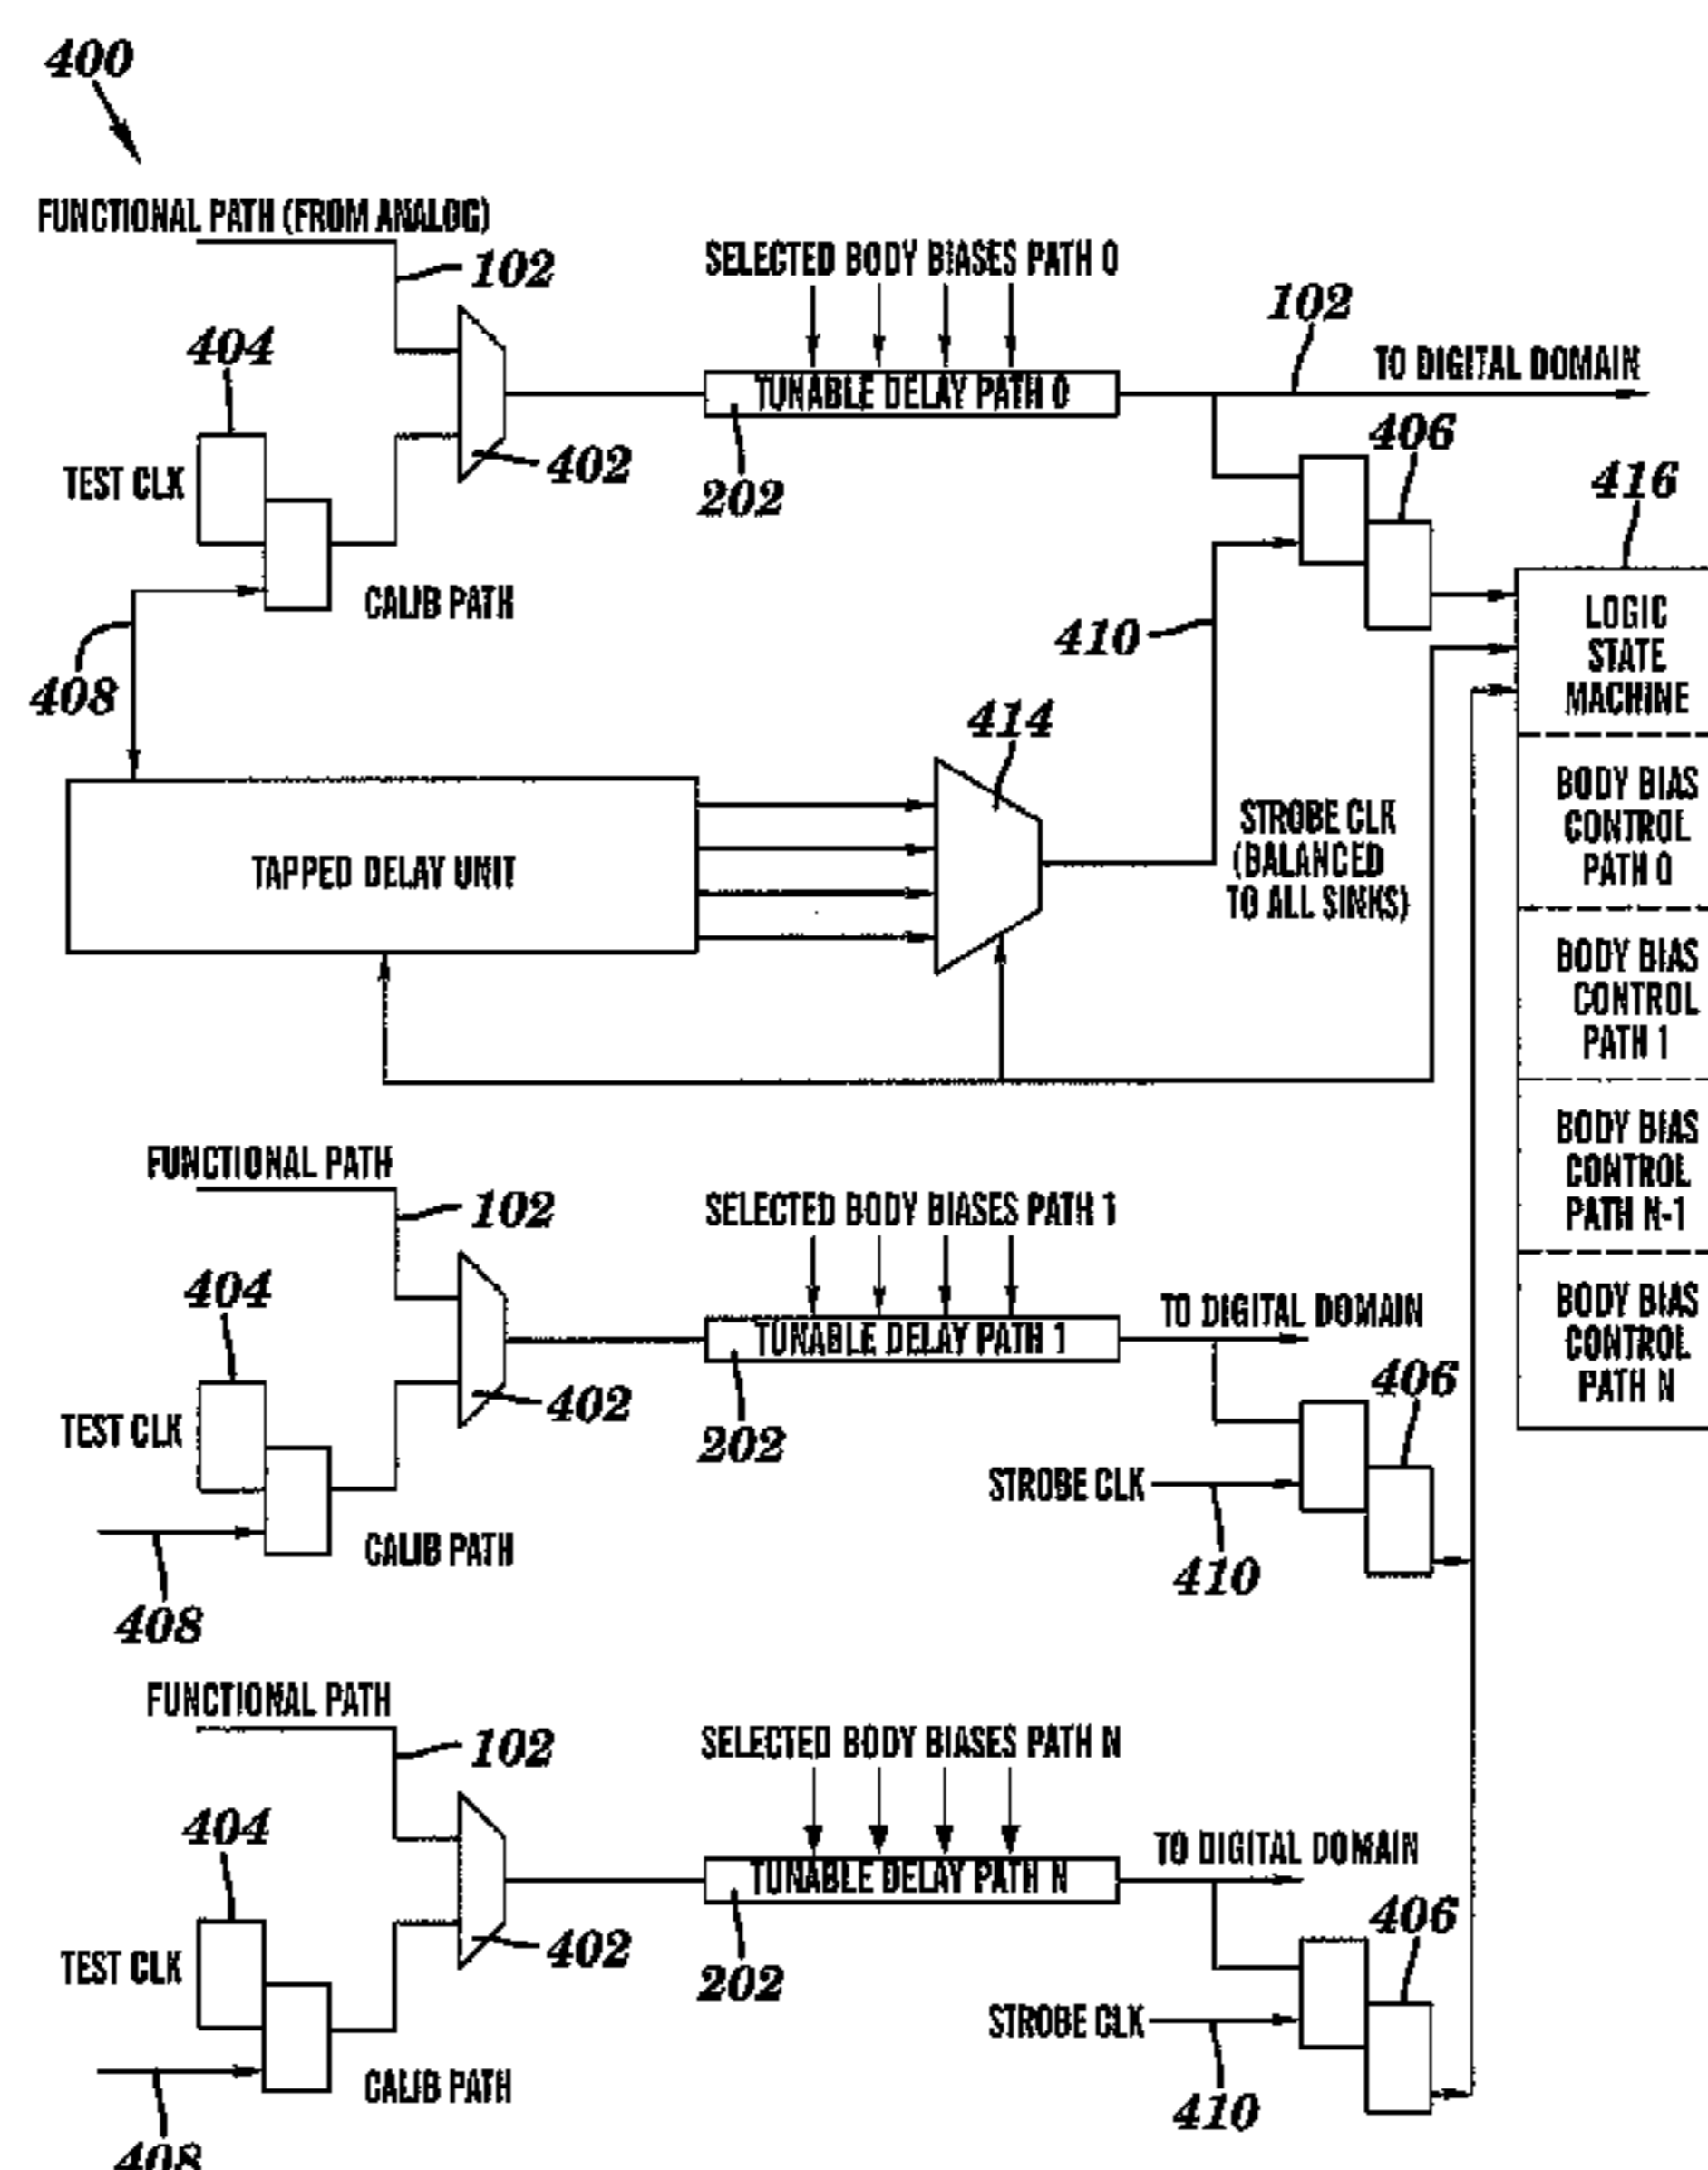 400
FUNCTIONAL PATH (FROM ANALOG)
102
SELECTED BODY BIASES PATH 0
102
404
TO DIGITAL DOMAIN
TUNABLE DELAY PATH 0
406
TEST CLK
402
202
416
CALIB PATH
408
410
LOGIC
STATE
MACHINE
414
BODY BIAS
CONTROL
PATH 0
STROBE CLK
(BALANCED
TO ALL SINKS)
TAPPED DELAY UNIT
BODY BIAS
CONTROL
PATH 1
BODY BIAS
CONTROL
PATH N-1
BODY BIAS
CONTROL
PATH N
FUNCTIONAL PATH
102
SELECTED BODY BIASES PATH 1
404
TO DIGITAL DOMAIN
TUNABLE DELAY PATH 1
406
402
TEST CLK
202
STROBE CLK
CALIB PATH
410
408
FUNCTIONAL PATH
102
SELECTED BODY BIASES PATH N
404
TO DIGITAL DOMAIN
TUNABLE DELAY PATH N
406
402
TEST CLK
202
STROBE CLK
CALIB PATH
410
408